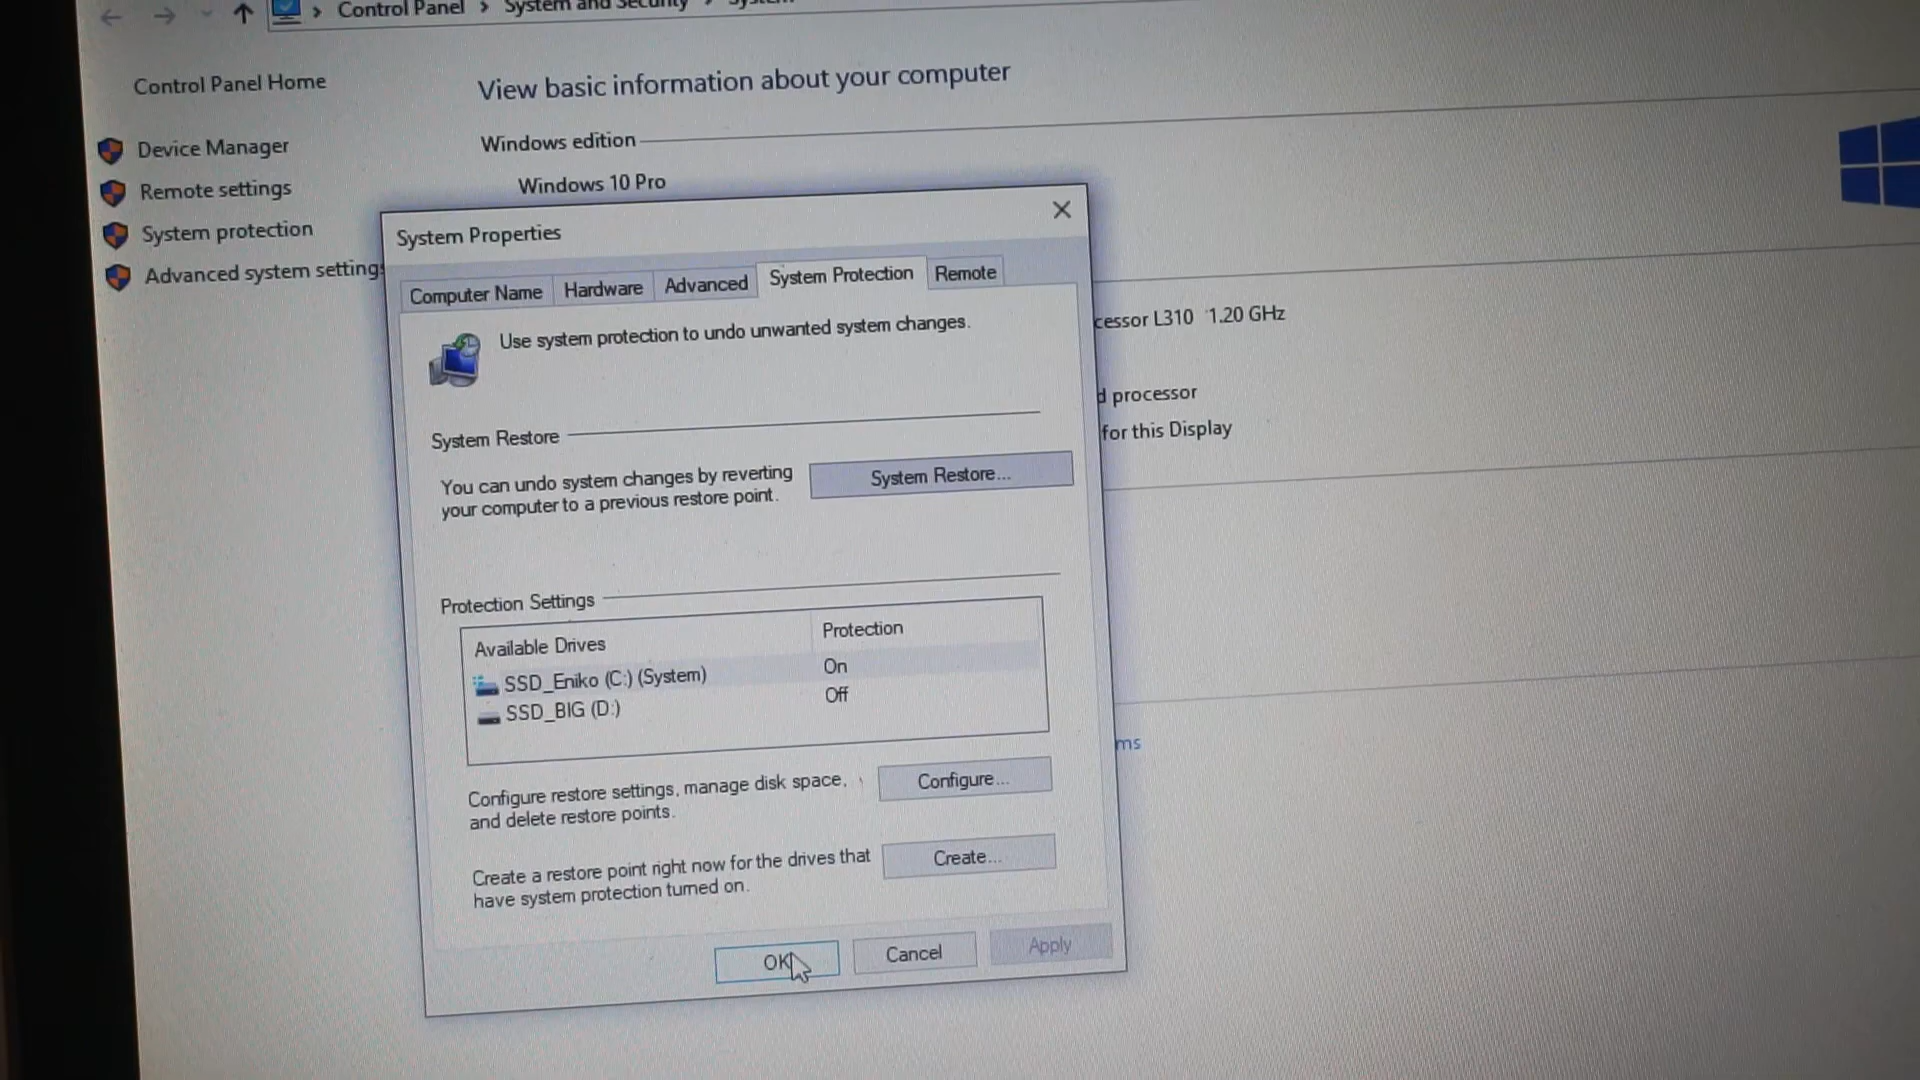 Control Panel > System and Security >
Control Panel Home
View basic information about your computer
Device Manager
Windows edition
Remote settings
Windows 10 Pro
System protection
Advanced system settings
System Properties
Computer Name
Hardware
Advanced
System Protection
Remote
Use system protection to undo unwanted system changes.
cessor L310 1.20 GHz
d processor
for this Display
System Restore
You can undo system changes by reverting
your computer to a previous restore point.
System Restore...
Protection Settings
Available Drives Protection
SSD_Eniko (C:) (System) On
SSD_BIG (D:) Off
ms
Configure restore settings, manage disk space,
and delete restore points.
Configure...
Create a restore point right now for the drives that
have system protection turned on.
Create...
OK
Cancel
Apply